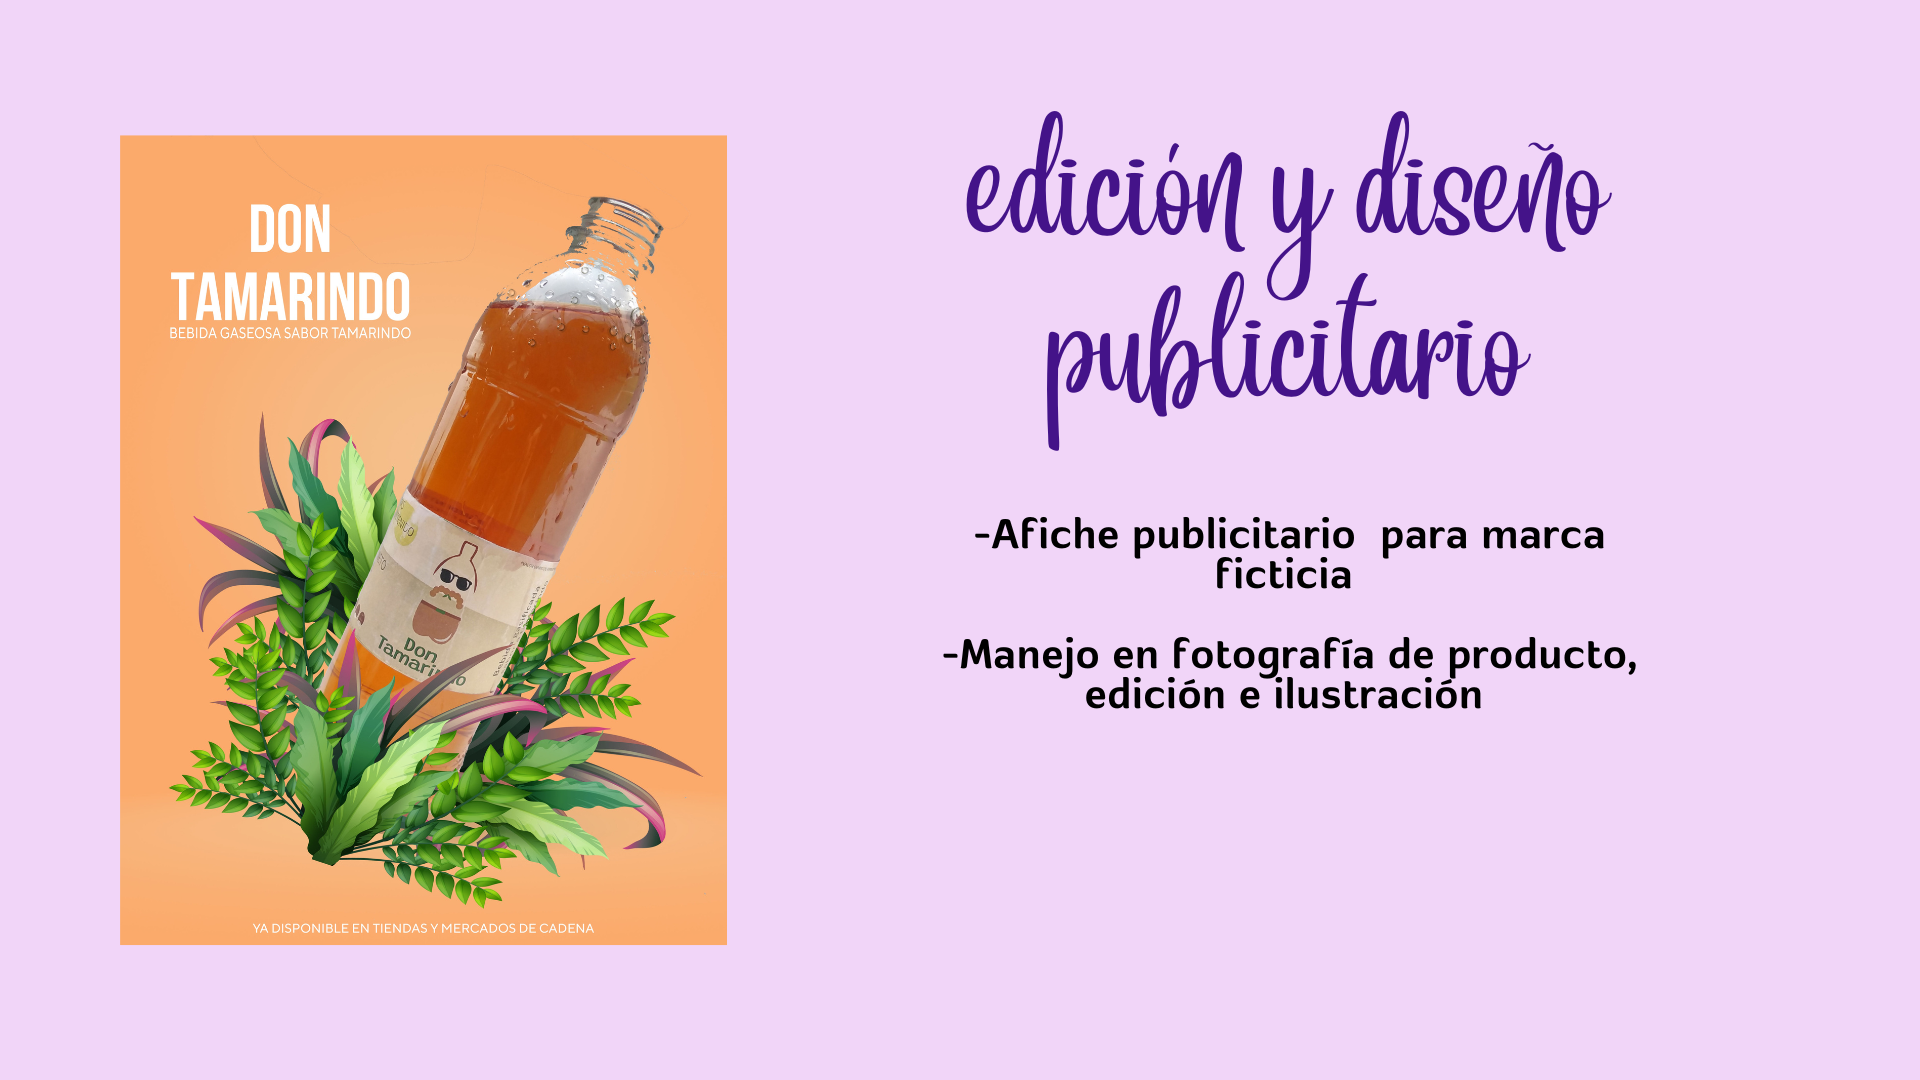 DON
TAMARINDO
BEBIDA GASEOSA SABOR TAMARINDO
Don
YA DISPONIBLE EN TIENDAS Y MERCADOS DE CADENA
edición y diseño
publicitario
-Afiche publicitario para marca
ficticia
-Manejo en fotografía de producto,
edición e ilustración